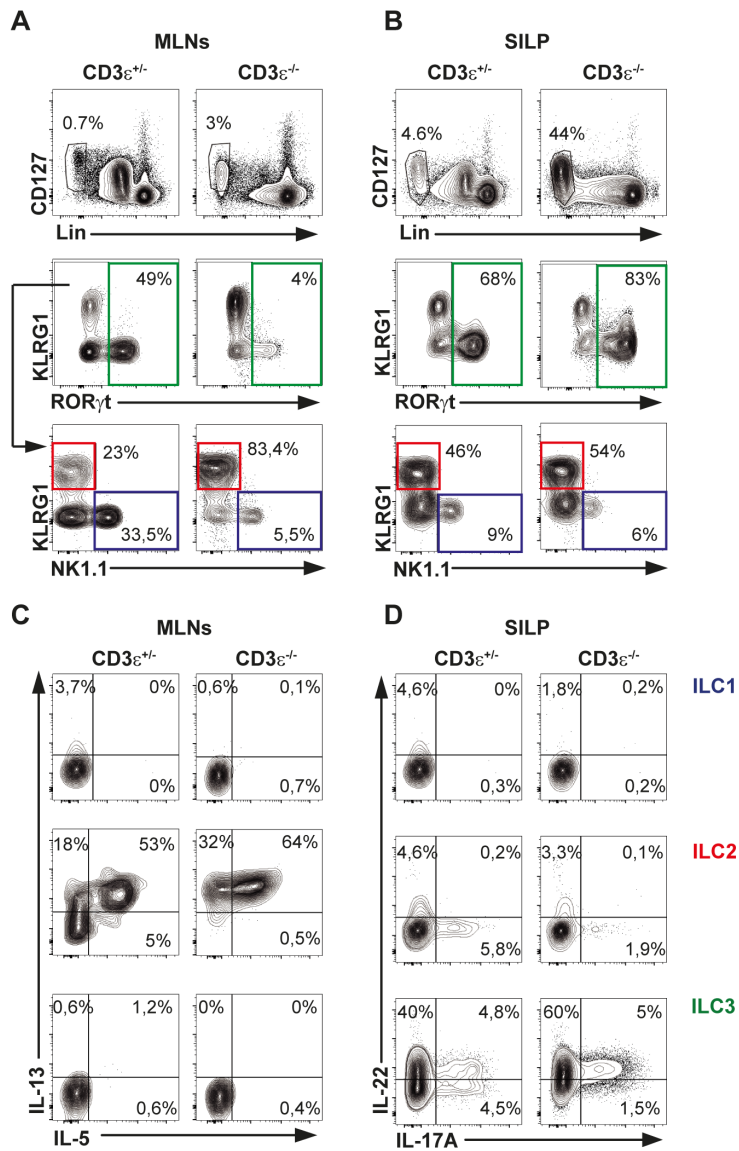 A
MLNs
CD3ε+/-
CD3ε-/-
0.7%
3%
CD127
Lin
49%
4%
KLRG1
RORγt
23%
83,4%
33,5%
5,5%
KLRG1
NK1.1
B
SILP
CD3ε+/-
CD3ε-/-
4.6%
44%
CD127
Lin
68%
83%
KLRG1
RORγt
46%
54%
9%
6%
KLRG1
NK1.1
C
MLNs
CD3ε+/-
CD3ε-/-
3,7% 0%
0%
0,6% 0,1%
0,7%
18% 53%
5%
32% 64%
0,5%
0,6% 1,2%
0,6%
0% 0%
0,4%
IL-13
IL-5
D
SILP
CD3ε+/-
CD3ε-/-
4,6% 0%
0,3%
1,8% 0,2%
0,2%
ILC1
4,6% 0,2%
5,8%
3,3% 0,1%
1,9%
ILC2
40% 4,8%
4,5%
60% 5%
1,5%
ILC3
IL-22
IL-17A